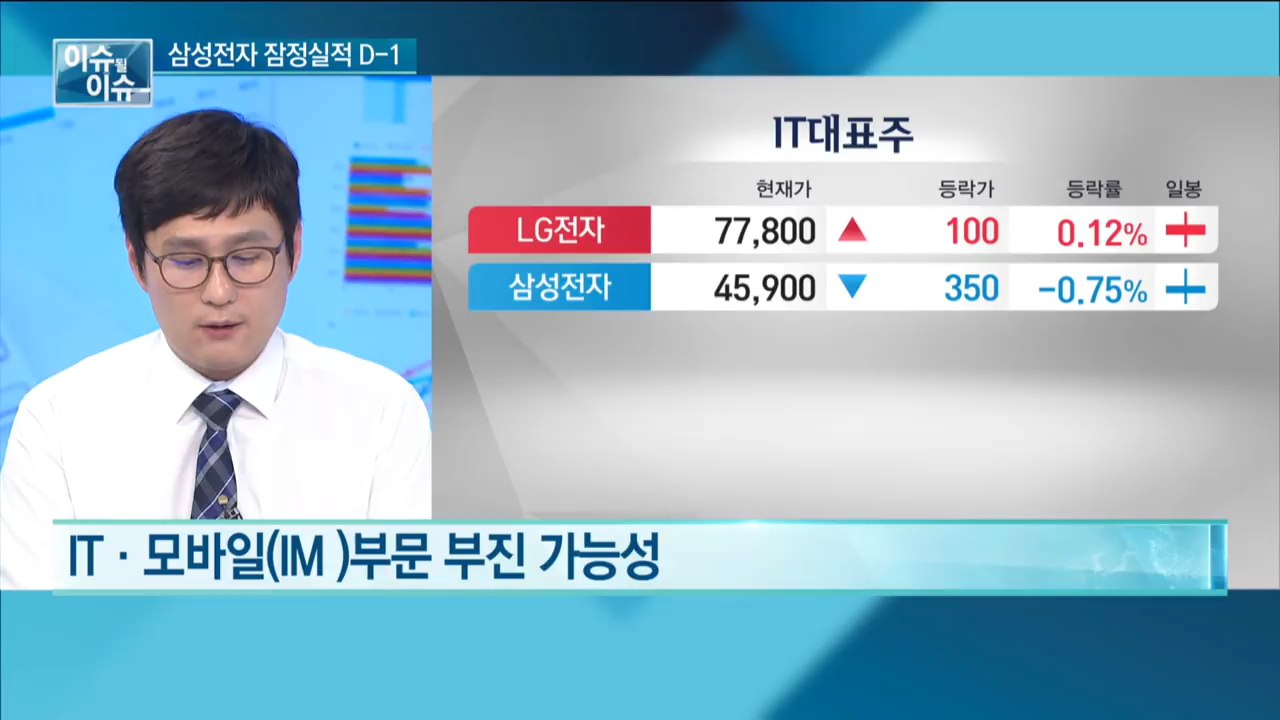 이슈될
이슈
삼성전자 잠정실적 D-1
IT대표주
현재가 등락가 등락률 일봉
LG전자 77,800 ▲ 100 0.12%
삼성전자 45,900 ▼ 350 -0.75%
IT · 모바일(IM )부문 부진 가능성